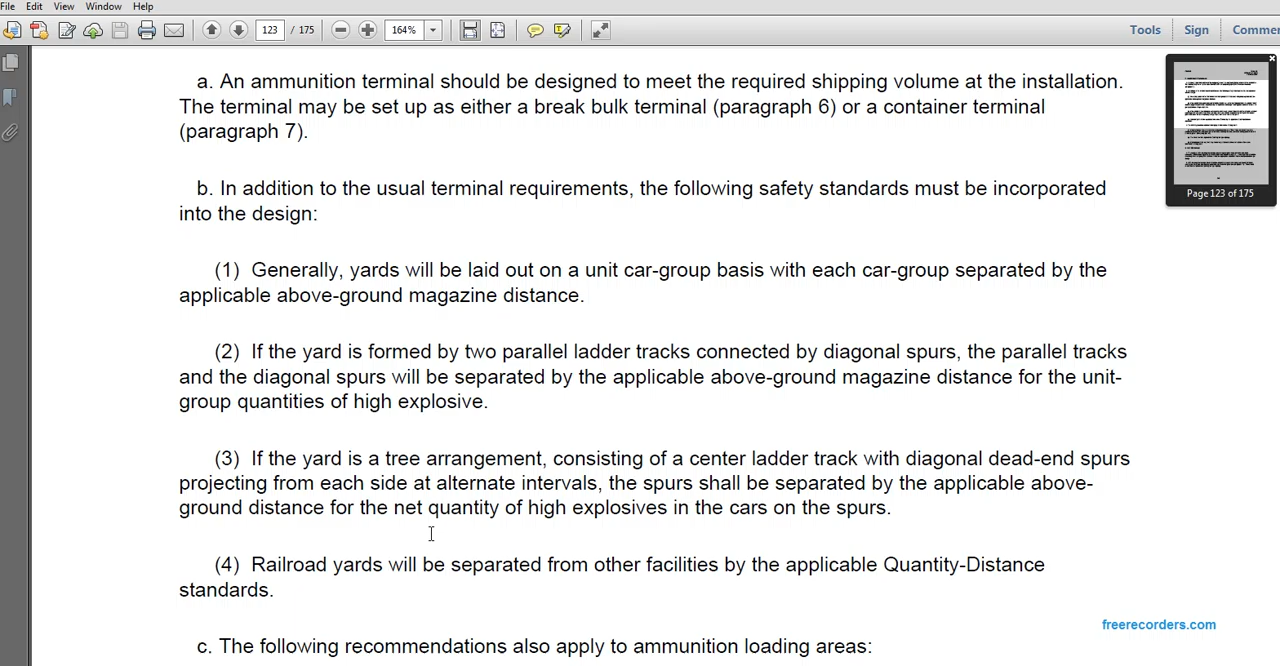 File Edit View Window Help
123 / 175 164% Tools Sign Commen
a. An ammunition terminal should be designed to meet the required shipping volume at the installation.
The terminal may be set up as either a break bulk terminal (paragraph 6) or a container terminal
(paragraph 7).
Page 123 of 175
b. In addition to the usual terminal requirements, the following safety standards must be incorporated
into the design:
(1) Generally, yards will be laid out on a unit car-group basis with each car-group separated by the
applicable above-ground magazine distance.
(2) If the yard is formed by two parallel ladder tracks connected by diagonal spurs, the parallel tracks
and the diagonal spurs will be separated by the applicable above-ground magazine distance for the unit-
group quantities of high explosive.
(3) If the yard is a tree arrangement, consisting of a center ladder track with diagonal dead-end spurs
projecting from each side at alternate intervals, the spurs shall be separated by the applicable above-
ground distance for the net quantity of high explosives in the cars on the spurs.
(4) Railroad yards will be separated from other facilities by the applicable Quantity-Distance
standards.
freerecorders.com
c. The following recommendations also apply to ammunition loading areas: